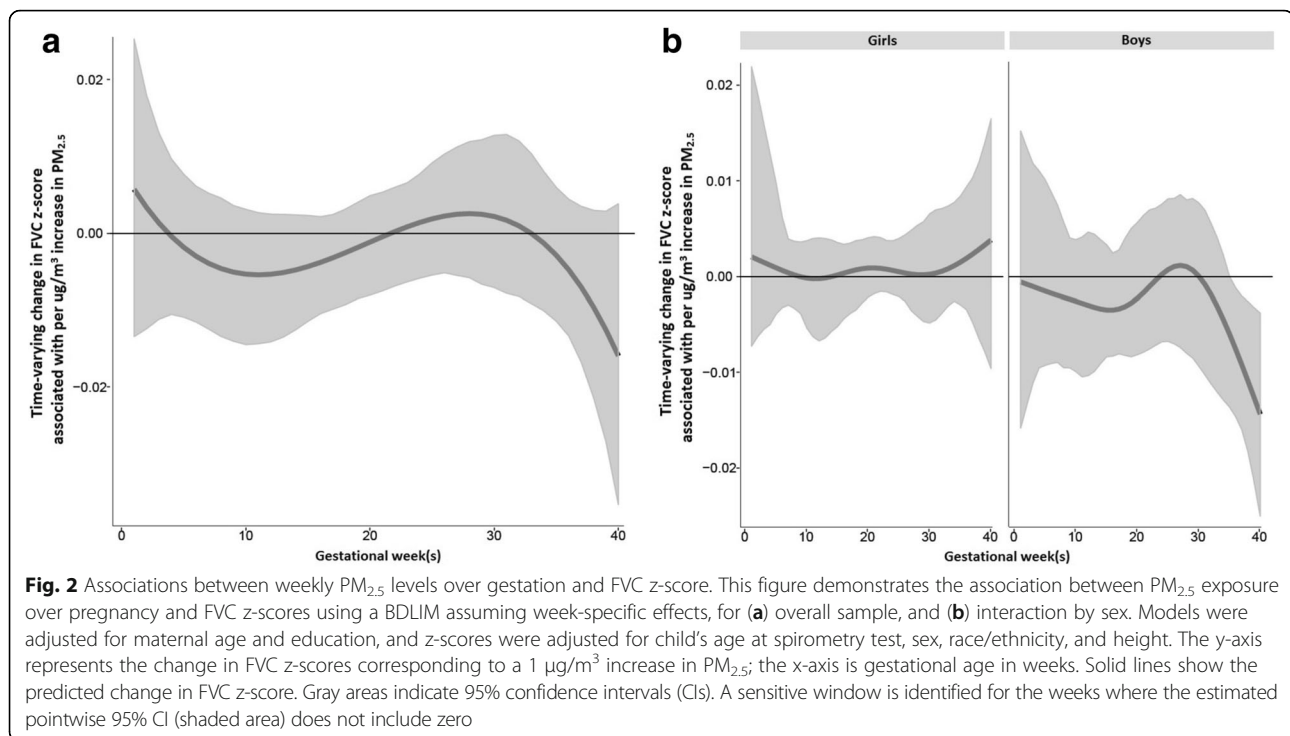 a
0.02
0.00
−0.02
Time-varying change in FVC z-score
associated with per ug/m³ increase in PM₂.₅
0
10
20
30
40
Gestational week(s)
b
Girls
Boys
0.02
0.01
0.00
−0.01
−0.02
Time-varying change in FVC z-score
associated with per ug/m³ increase in PM₂.₅
0
10
20
30
40
0
10
20
30
40
Gestational week(s)
Fig. 2 Associations between weekly PM₂.₅ levels over gestation and FVC z-score. This figure demonstrates the association between PM₂.₅ exposure
over pregnancy and FVC z-scores using a BDLIM assuming week-specific effects, for (a) overall sample, and (b) interaction by sex. Models were
adjusted for maternal age and education, and z-scores were adjusted for child's age at spirometry test, sex, race/ethnicity, and height. The y-axis
represents the change in FVC z-scores corresponding to a 1 μg/m³ increase in PM₂.₅; the x-axis is gestational age in weeks. Solid lines show the
predicted change in FVC z-score. Gray areas indicate 95% confidence intervals (CIs). A sensitive window is identified for the weeks where the estimated
pointwise 95% CI (shaded area) does not include zero